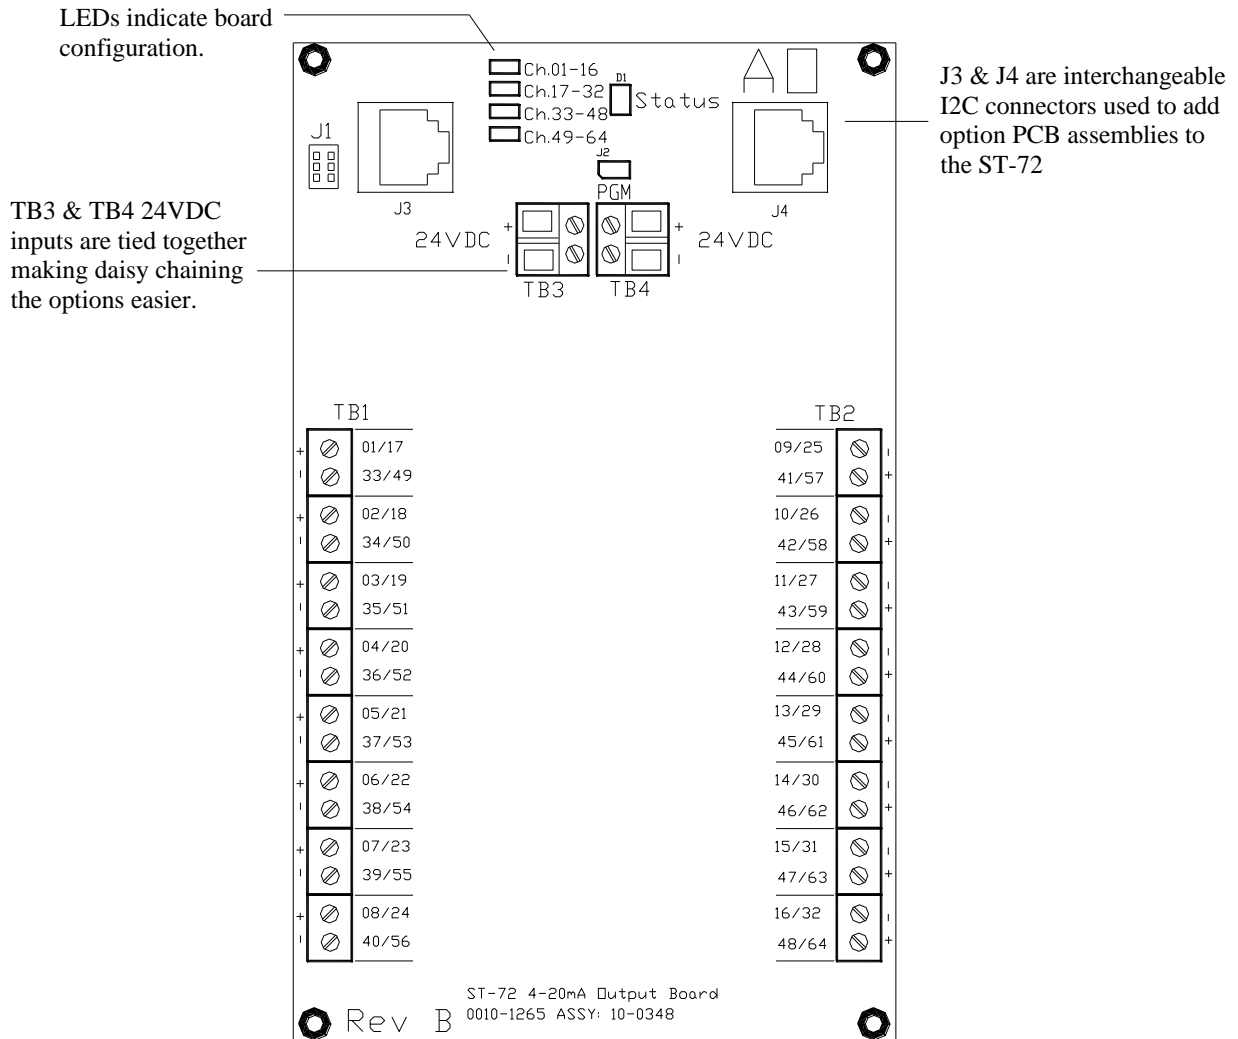 LEDs indicate board
configuration.
Ch.01-16
Ch.17-32
Ch.33-48
Ch.49-64
D1
Status
J3 & J4 are interchangeable
I2C connectors used to add
option PCB assemblies to
the ST-72
J1
J2
PGM
J3
J4
TB3 & TB4 24VDC
inputs are tied together
making daisy chaining
the options easier.
+ 24VDC -
+ 24VDC -
TB3
TB4
TB1
+ 01/17
- 33/49
+ 02/18
- 34/50
+ 03/19
- 35/51
+ 04/20
- 36/52
+ 05/21
- 37/53
+ 06/22
- 38/54
+ 07/23
- 39/55
+ 08/24
- 40/56
TB2
09/25 -
41/57 +
10/26 -
42/58 +
11/27 -
43/59 +
12/28 -
44/60 +
13/29 -
45/61 +
14/30 -
46/62 +
15/31 -
47/63 +
16/32 -
48/64 +
ST-72 4-20mA Output Board
Rev B 0010-1265 ASSY: 10-0348